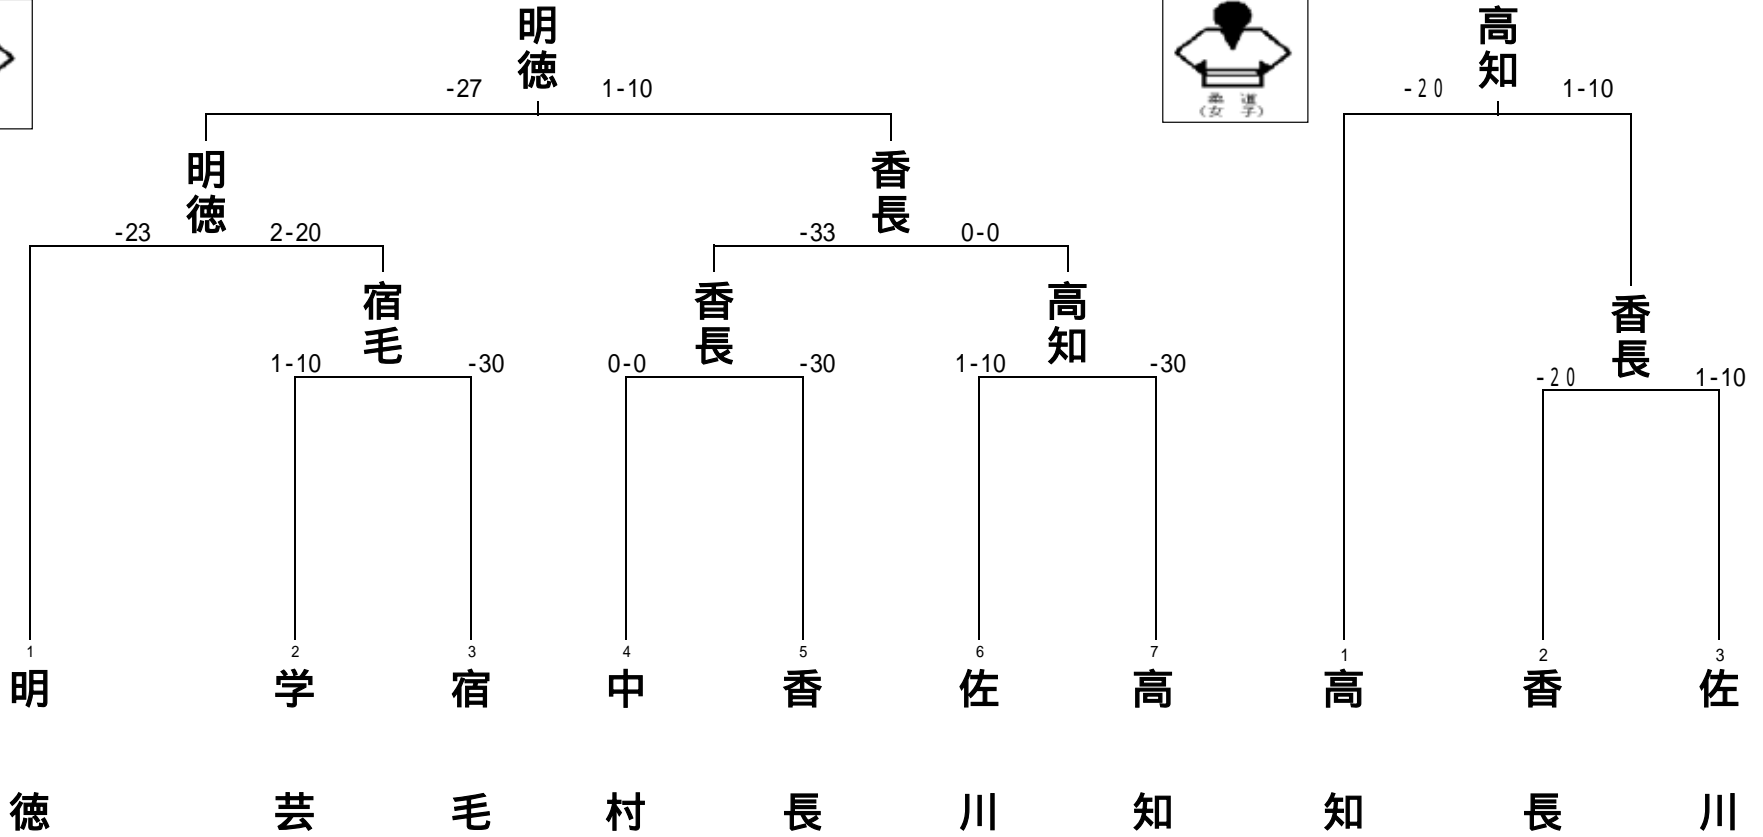 明徳
-27 1-10
明徳
香長
-23 2-20
-33 0-0
宿毛
香長
高知
1-10 -30
0-0 -30
1-10 -30
1 2 3 4 5 6 7
明徳
学芸
宿毛
中村
香長
佐川
高知
柔道
(女子)
高知
-20 1-10
香長
-20 1-10
1 2 3
高知
香長
佐川